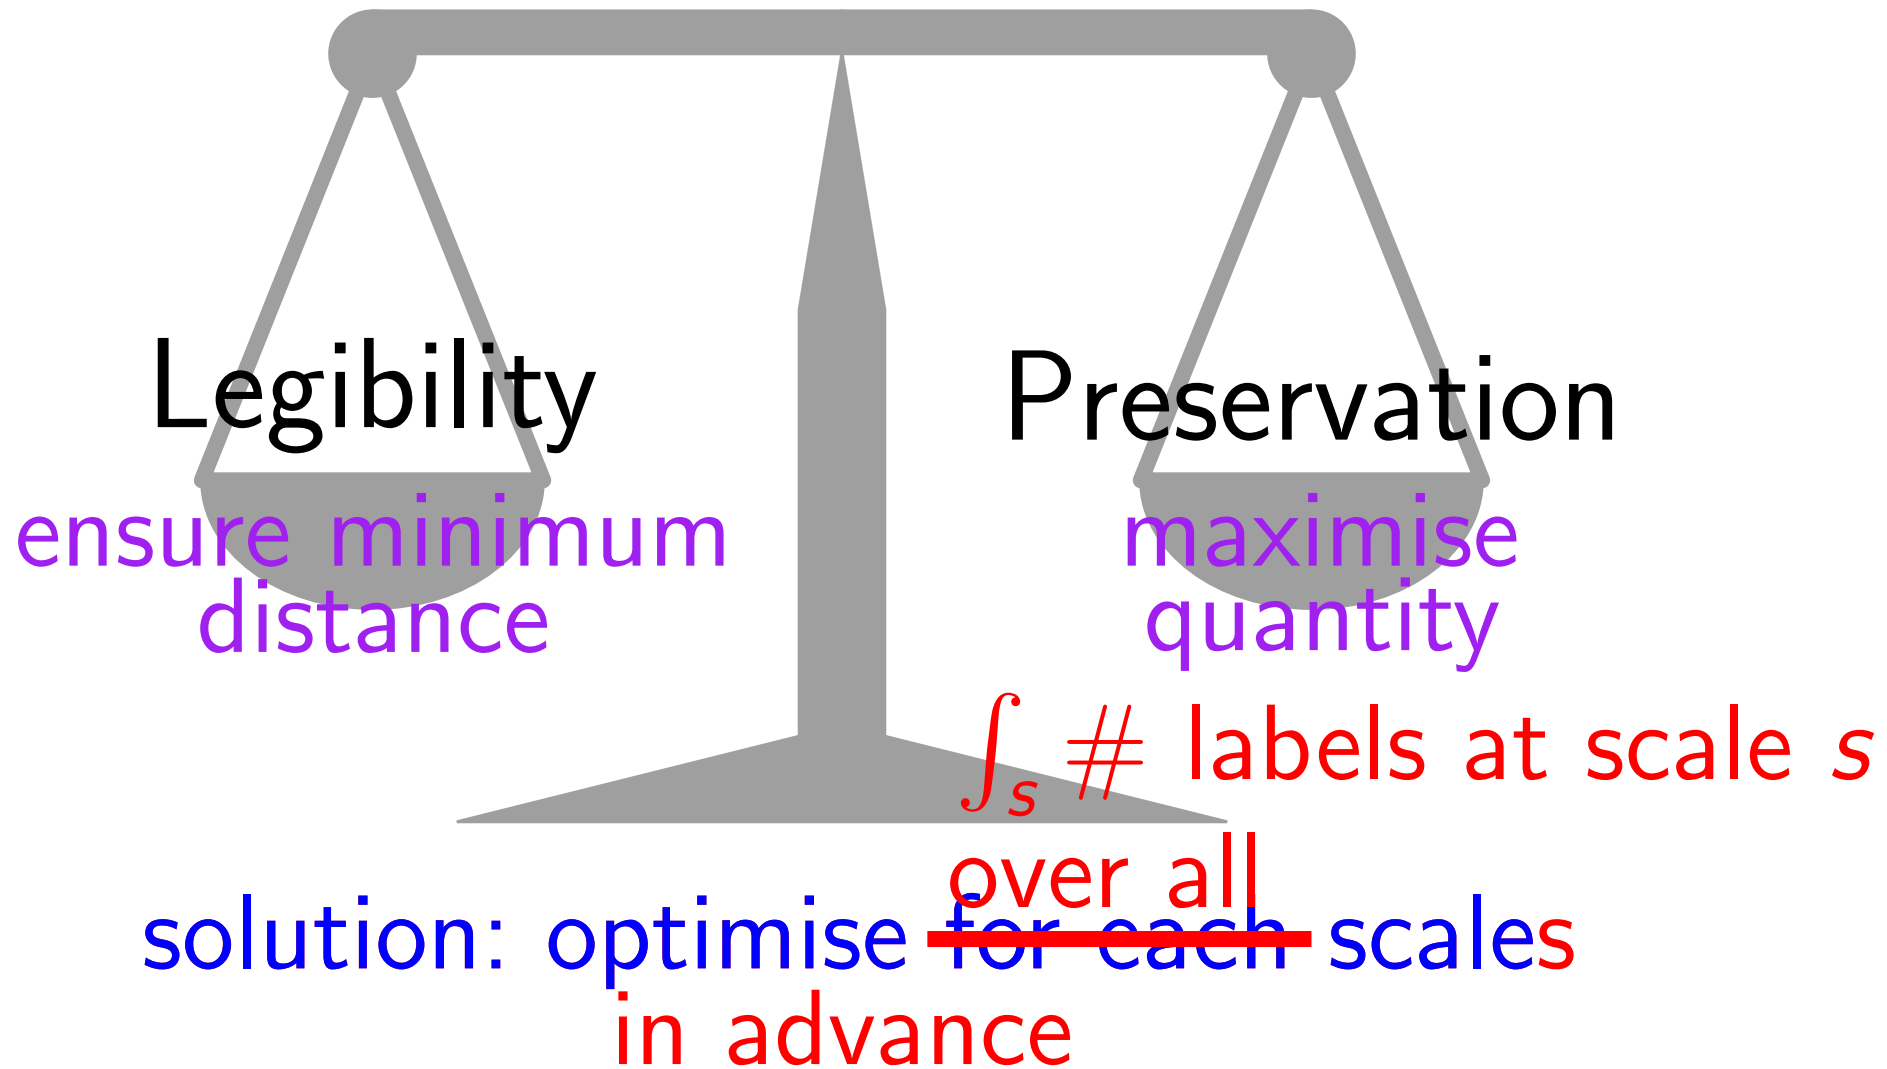 Legibility
Preservation
ensure minimum
distance
maximise
quantity
∫s # labels at scale s
over all
solution: optimise for each scales
in advance